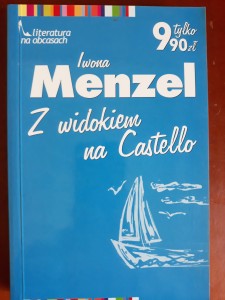 literatura
na obcasach
tylko
9 90 zł
Iwona
Menzel
Z widokiem
na Castello